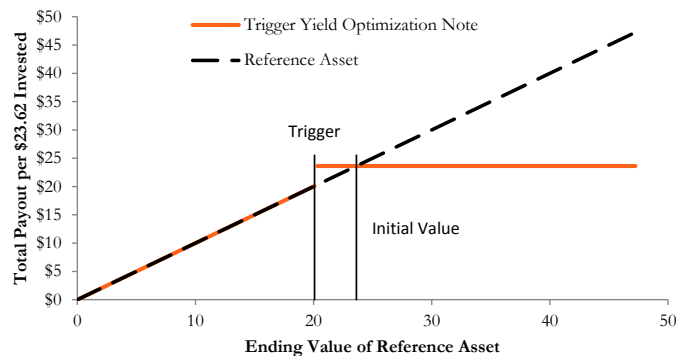 Total Payout per $23.62 Invested
$50
$45
$40
$35
$30
$25
$20
$15
$10
$5
$0
Trigger Yield Optimization Note
Reference Asset
Trigger
Initial Value
0
10
20
30
40
50
Ending Value of Reference Asset